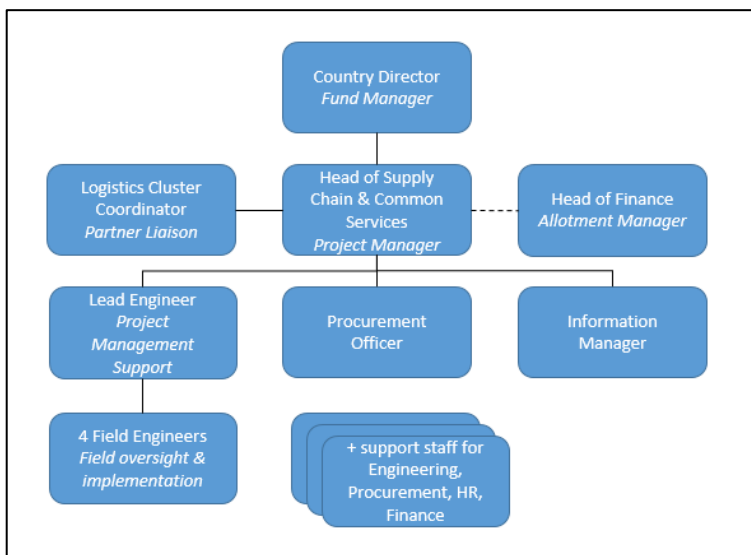 Country Director
Fund Manager
Logistics Cluster
Coordinator
Partner Liaison
Head of Supply
Chain & Common
Services
Project Manager
Head of Finance
Allotment Manager
Lead Engineer
Project
Management
Support
Procurement
Officer
Information
Manager
4 Field Engineers
Field oversight &
implementation
+ support staff for
Engineering,
Procurement, HR,
Finance